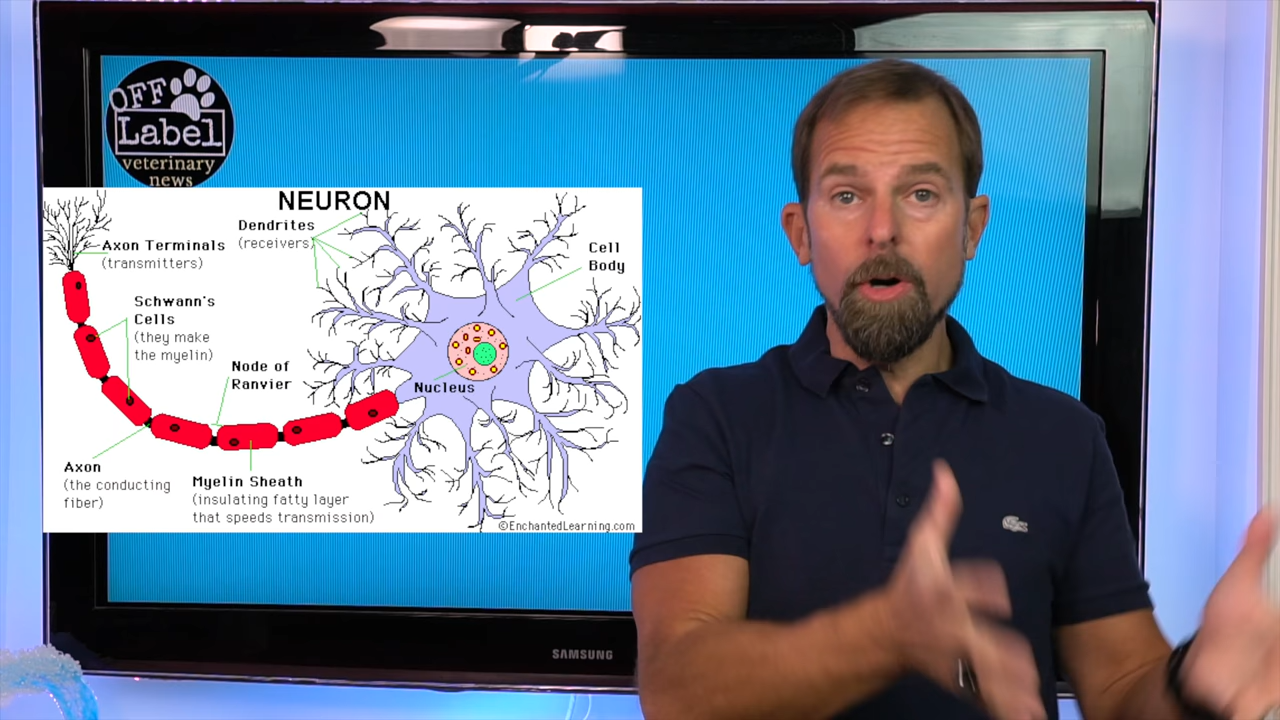 OFF
Label
veterinary
news
NEURON
Axon Terminals
(transmitters)
Dendrites
(receivers)
Cell
Body
Schwann's
Cells
(they make
the myelin)
Node of
Ranvier
Nucleus
Axon
(the conducting
fiber)
Myelin Sheath
(insulating fatty layer
that speeds transmission)
©EnchantedLearning.com
SAMSUNG